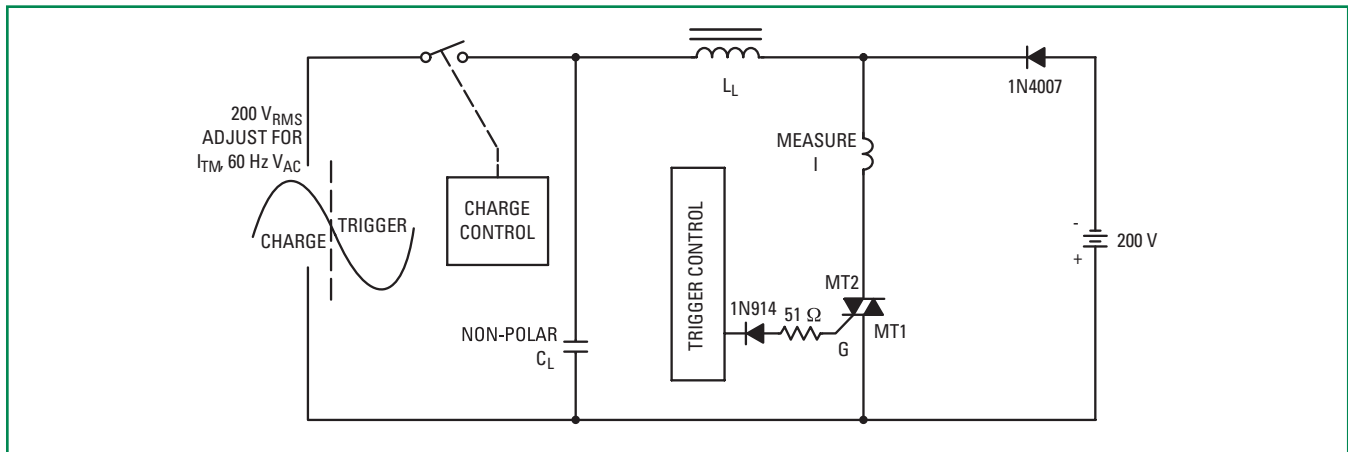 200 V_RMS
ADJUST FOR
I_TM, 60 Hz V_AC
CHARGE
TRIGGER
CHARGE
CONTROL
NON-POLAR
C_L
L_L
MEASURE
I
TRIGGER CONTROL
1N914
51 Ω
G
MT2
MT1
1N4007
-
+
200 V